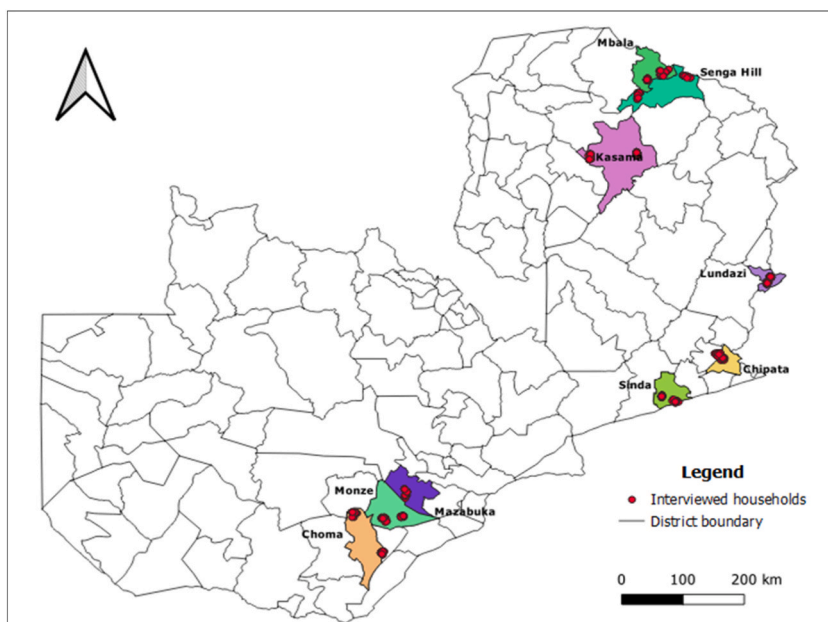 Mbala
Senga Hill
Kasama
Lundazi
Chipata
Sinda
Monze
Mazabuka
Choma
Legend
Interviewed households
District boundary
0 100 200 km